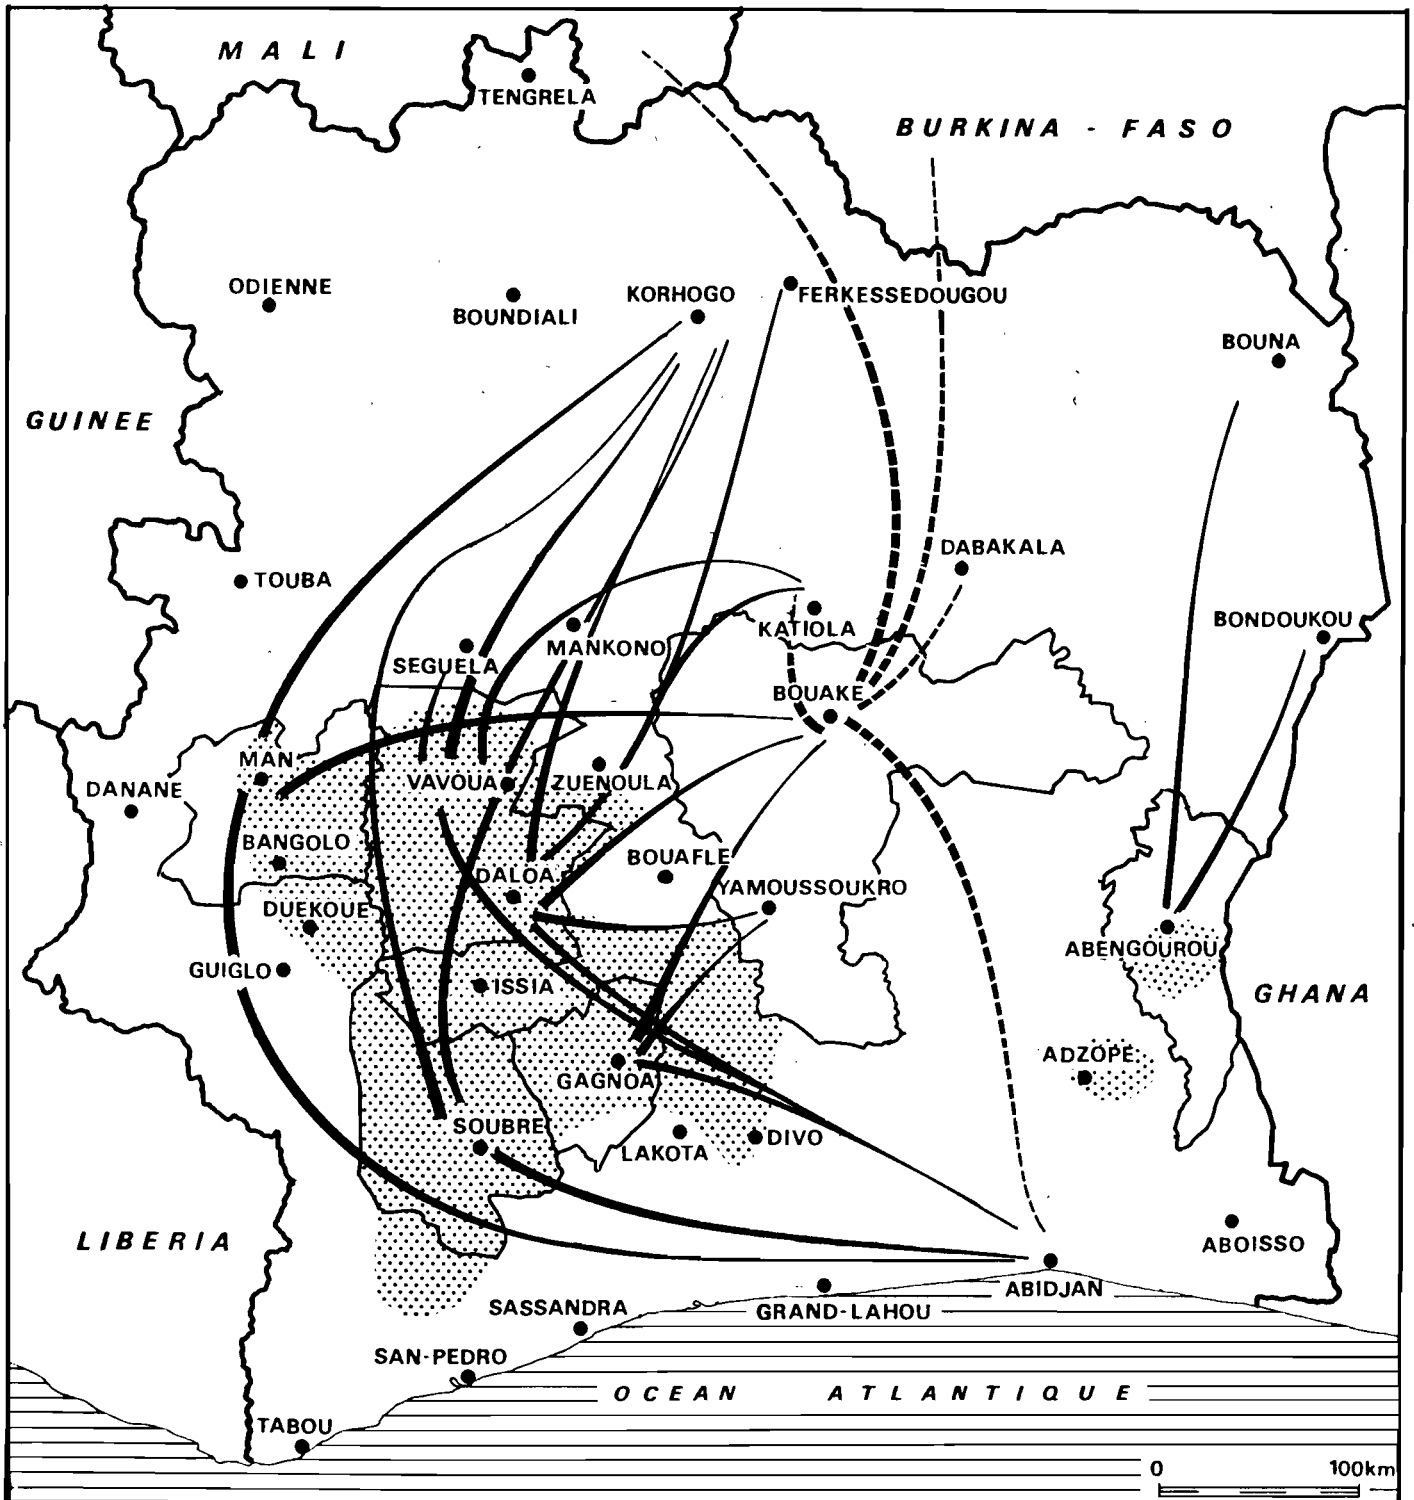 MALI
TENGRELA
BURKINA - FASO
ODIENNE
BOUNDIALI
KORHOGO
FERKESSEDOUGOU
BOUNA
GUINEE
DABAKALA
TOUBA
BONDOUKOU
KATIOLA
MANKONO
SEGUELA
BOUAKE
MAN
DANANE
VAVOUA
ZUENOULA
BANGOLO
BOUAFLE
DALOA
YAMOUSSOUKRO
DUEKOUE
ABENGOUROU
GUIGLO
ISSIA
GHANA
ADZOPE
GAGNOA
SOUBRE
LAKOTA
DIVO
LIBERIA
ABOISSO
ABIDJAN
SASSANDRA
GRAND-LAHOU
SAN-PEDRO
OCEAN ATLANTIQUE
TABOU
0 100km